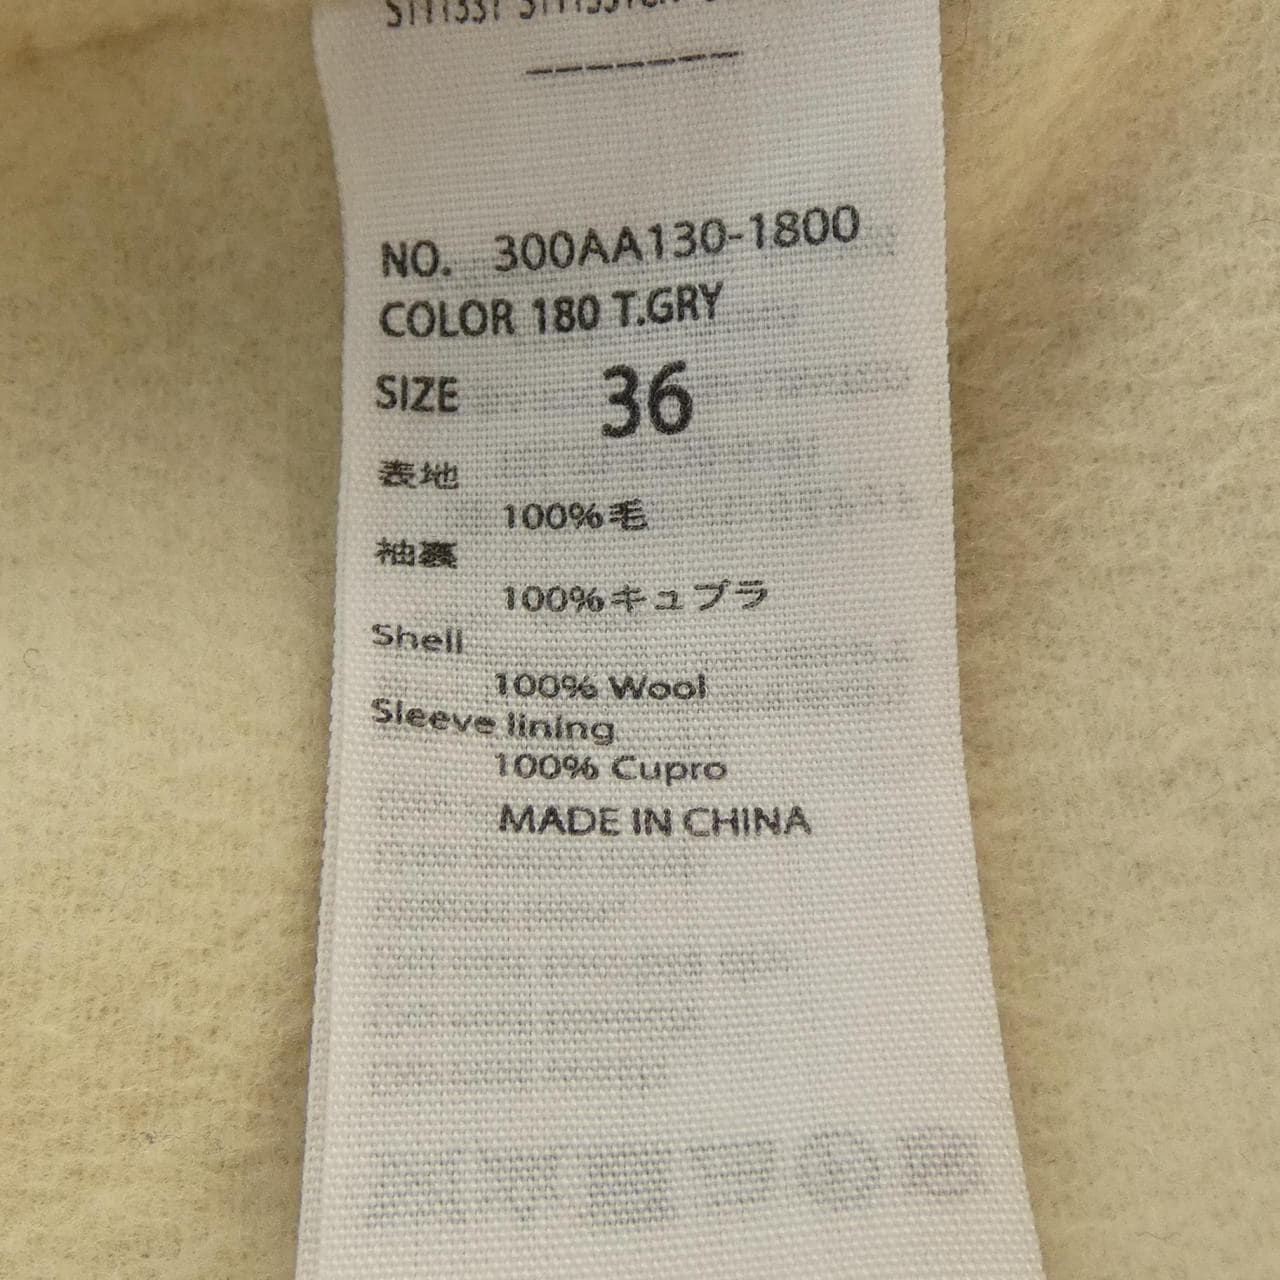 NO. 300AA130-1800
COLOR 180 T.GRY
SIZE 36
表地
100%毛
袖裏
100%キュプラ
Shell
100% Wool
Sleeve lining
100% Cupro
MADE IN CHINA